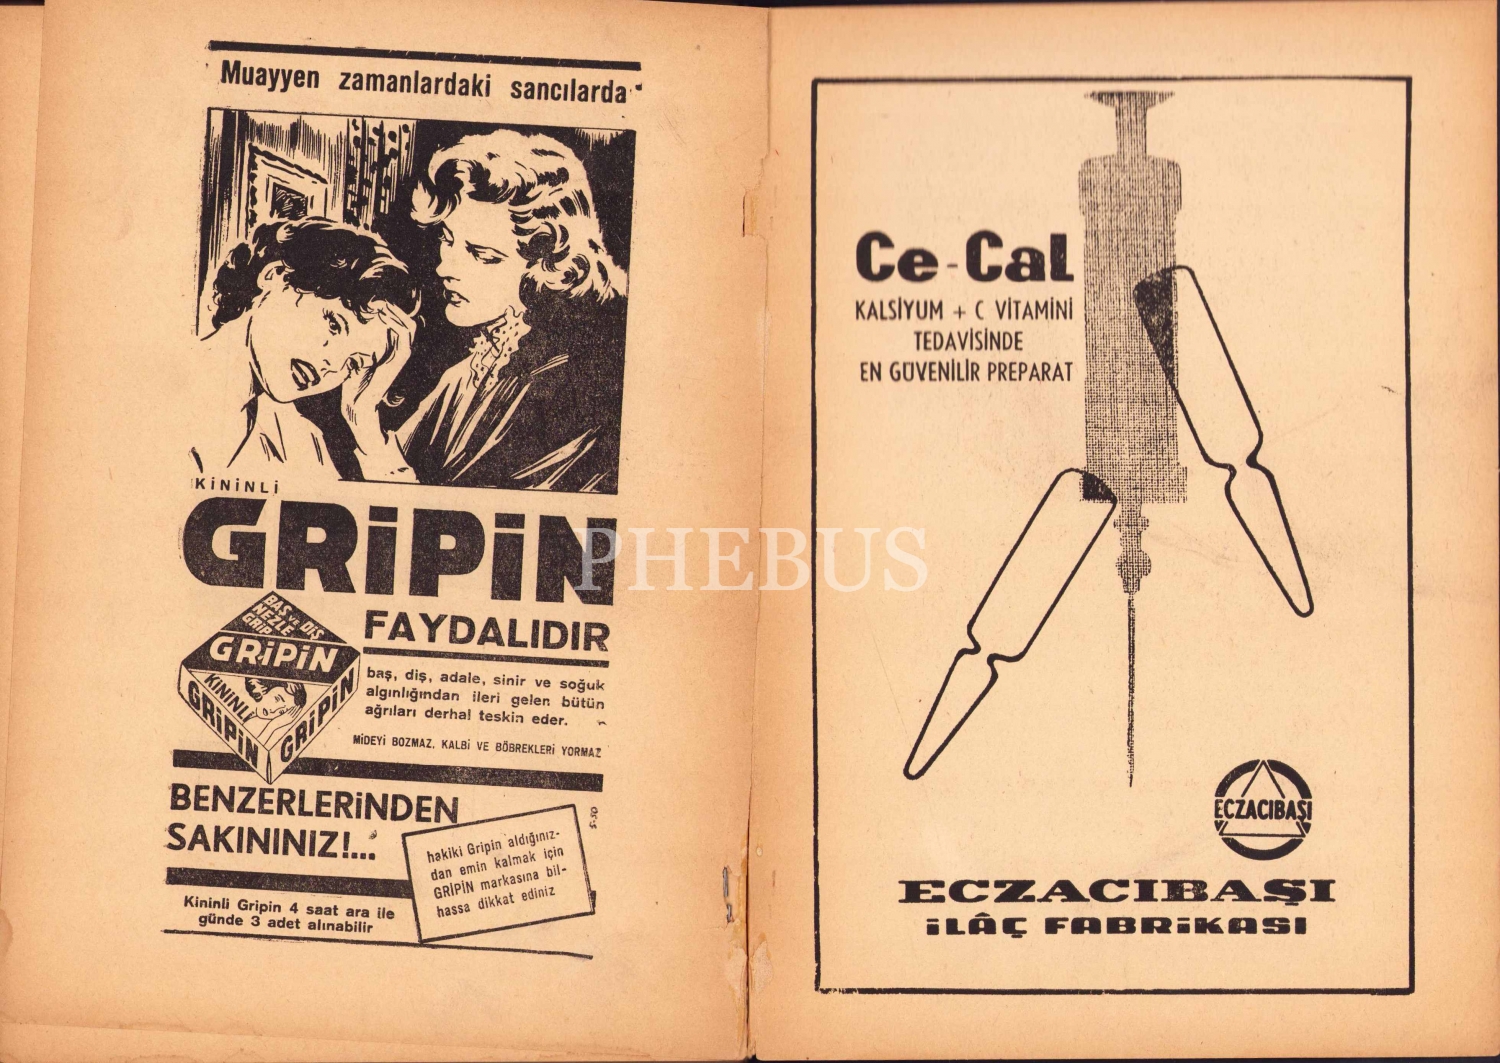 Muayyen zamanlardaki sancılarda
KİNİNLİ
GRİPİN
FAYDALIDIR
BAŞ VE DİŞ
NEZLE
GRİP
GRİPİN
KİNİNLİ
GRİPİN
GRİPİN
baş, diş, adale, sinir ve soğuk
algınlığından ileri gelen bütün
ağrıları derhal teskin eder.
MİDEYİ BOZMAZ, KALBİ VE BÖBREKLERİ YORMAZ
BENZERLERİNDEN
SAKININIZ!...
hakiki Gripin aldığınız-
dan emin kalmak için
GRİPİN markasına bil-
hassa dikkat ediniz
Kininli Gripin 4 saat ara ile
günde 3 adet alınabilir
PHEBUS
Ce-Cal
KALSİYUM + C VİTAMİNİ
TEDAVİSİNDE
EN GÜVENİLİR PREPARAT
ECZACIBAŞI
ECZACIBAŞI
İLÂÇ FABRİKASI